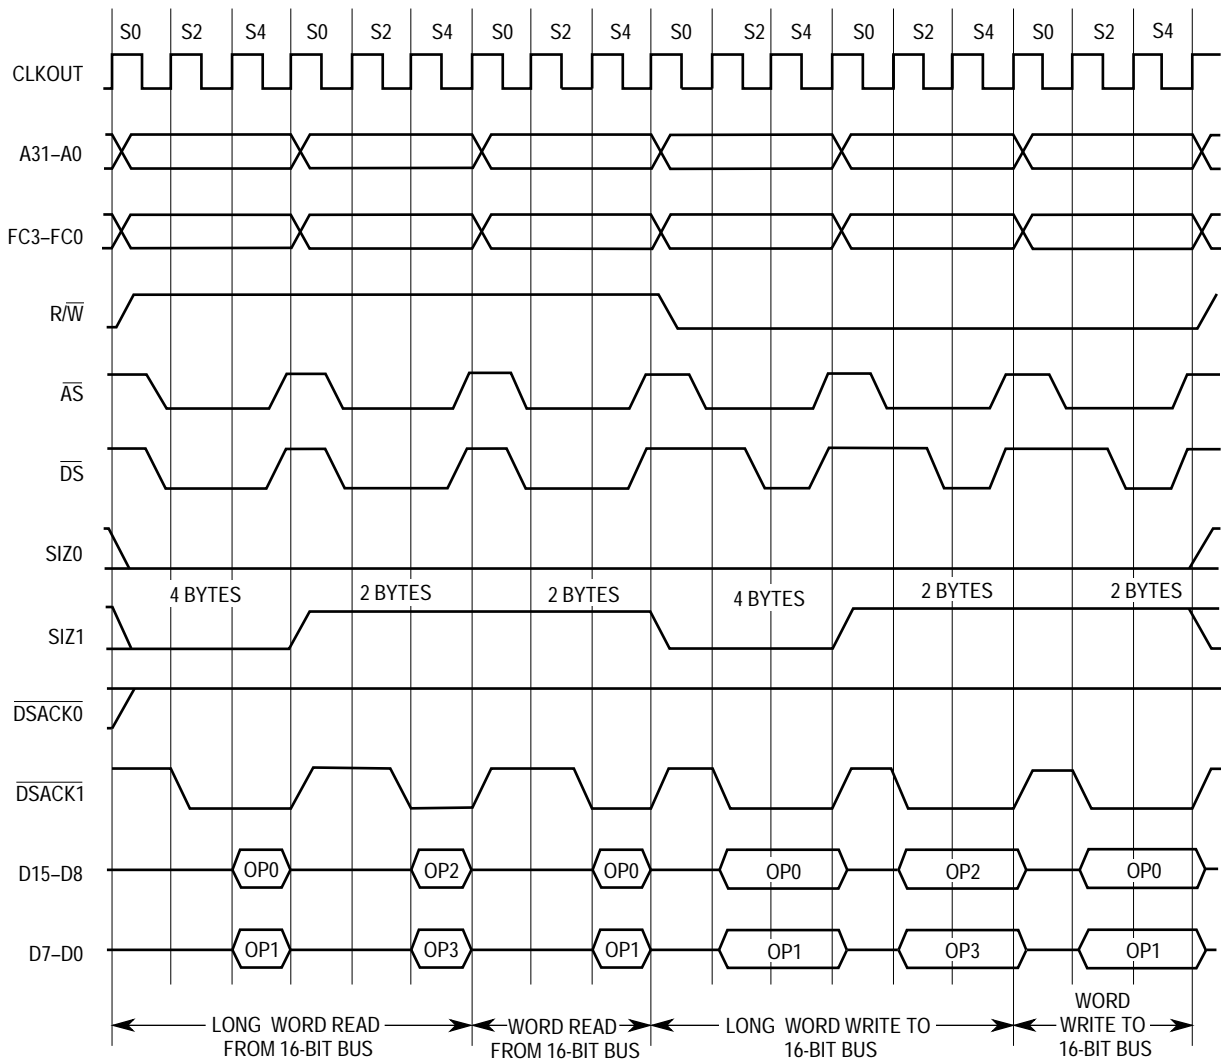 S0 S2 S4 S0 S2 S4 S0 S2 S4 S0 S2 S4 S0 S2 S4 S0 S2 S4
CLKOUT
A31–A0
FC3–FC0
R/W̅
A̅S̅
D̅S̅
SIZ0
4 BYTES 2 BYTES 2 BYTES 4 BYTES 2 BYTES 2 BYTES
SIZ1
D̅S̅A̅C̅K̅0̅
D̅S̅A̅C̅K̅1̅
D15–D8 OP0 OP2 OP0 OP0 OP2 OP0
D7–D0 OP1 OP3 OP1 OP1 OP3 OP1
LONG WORD READ
FROM 16-BIT BUS
WORD READ
FROM 16-BIT BUS
LONG WORD WRITE TO
16-BIT BUS
WORD
WRITE TO
16-BIT BUS